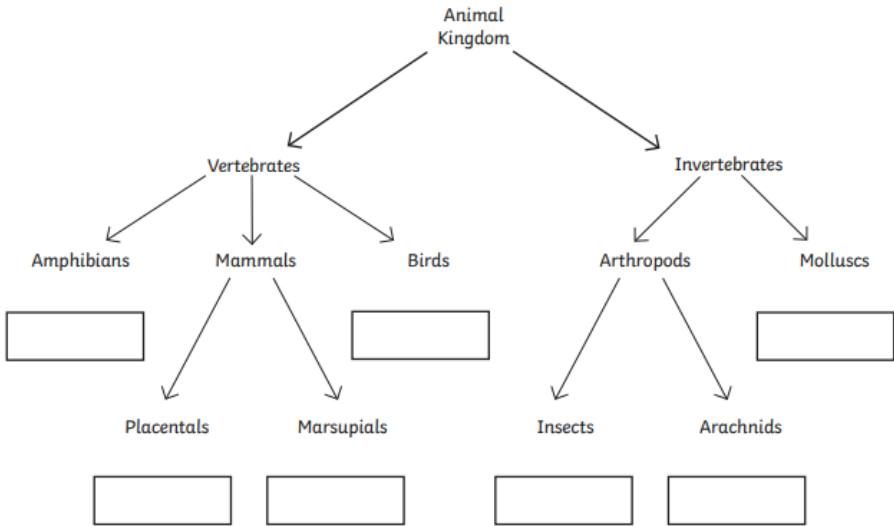 Animal
Kingdom
Vertebrates
Invertebrates
Amphibians
Mammals
Birds
Arthropods
Molluscs
Placentals
Marsupials
Insects
Arachnids